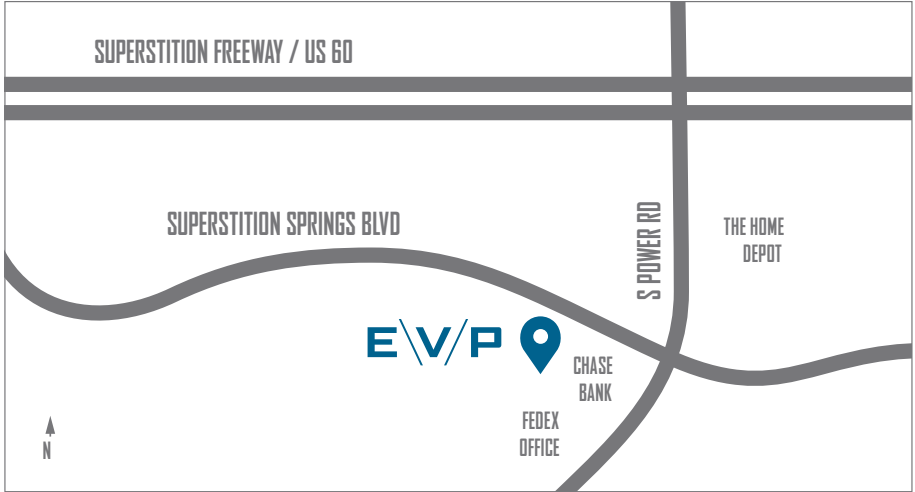 SUPERSTITION FREEWAY / US 60
SUPERSTITION SPRINGS BLVD
S POWER RD
THE HOME
DEPOT
E\V/P
CHASE
BANK
FEDEX
OFFICE
N